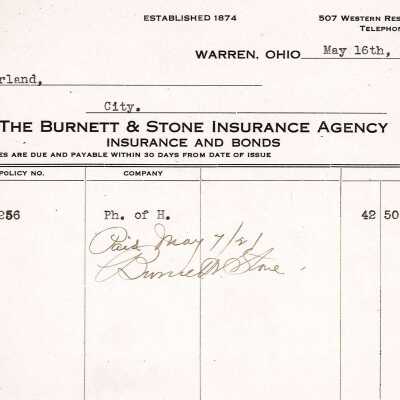 ESTABLISHED 1874
507 WESTERN RES
TELEPHON
WARREN, OHIO May 16th,
rland,
City.
THE BURNETT & STONE INSURANCE AGENCY
INSURANCE AND BONDS
ES ARE DUE AND PAYABLE WITHIN 30 DAYS FROM DATE OF ISSUE
POLICY NO. COMPANY
256 Ph. of H. 42 50
Paid May 7/21
Burnett & Stone